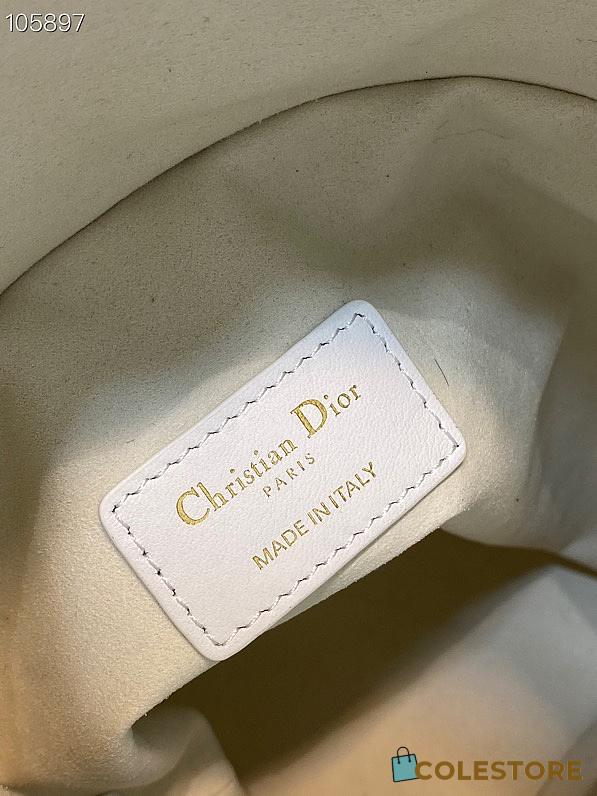 105897
Christian Dior
PARIS
MADE IN ITALY
COLESTORE